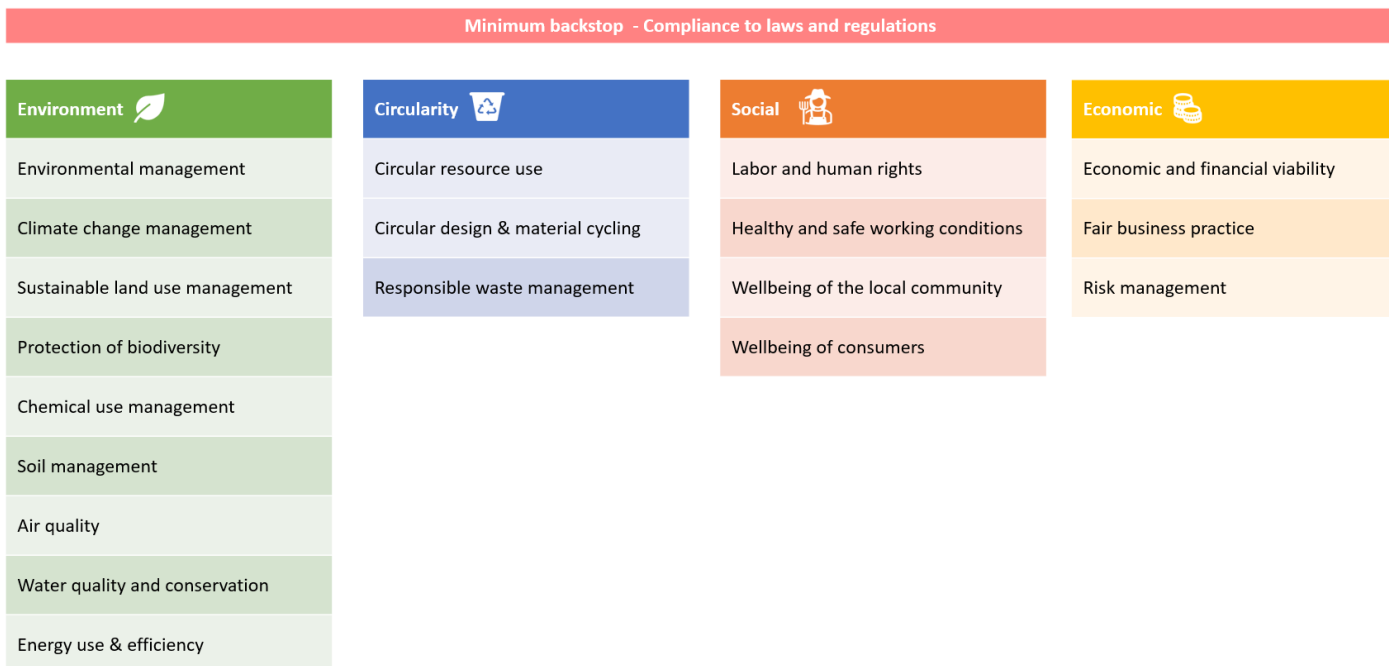 Minimum backstop - Compliance to laws and regulations
Environment
Environmental management
Climate change management
Sustainable land use management
Protection of biodiversity
Chemical use management
Soil management
Air quality
Water quality and conservation
Energy use & efficiency
Circularity
Circular resource use
Circular design & material cycling
Responsible waste management
Social
Labor and human rights
Healthy and safe working conditions
Wellbeing of the local community
Wellbeing of consumers
Economic
Economic and financial viability
Fair business practice
Risk management